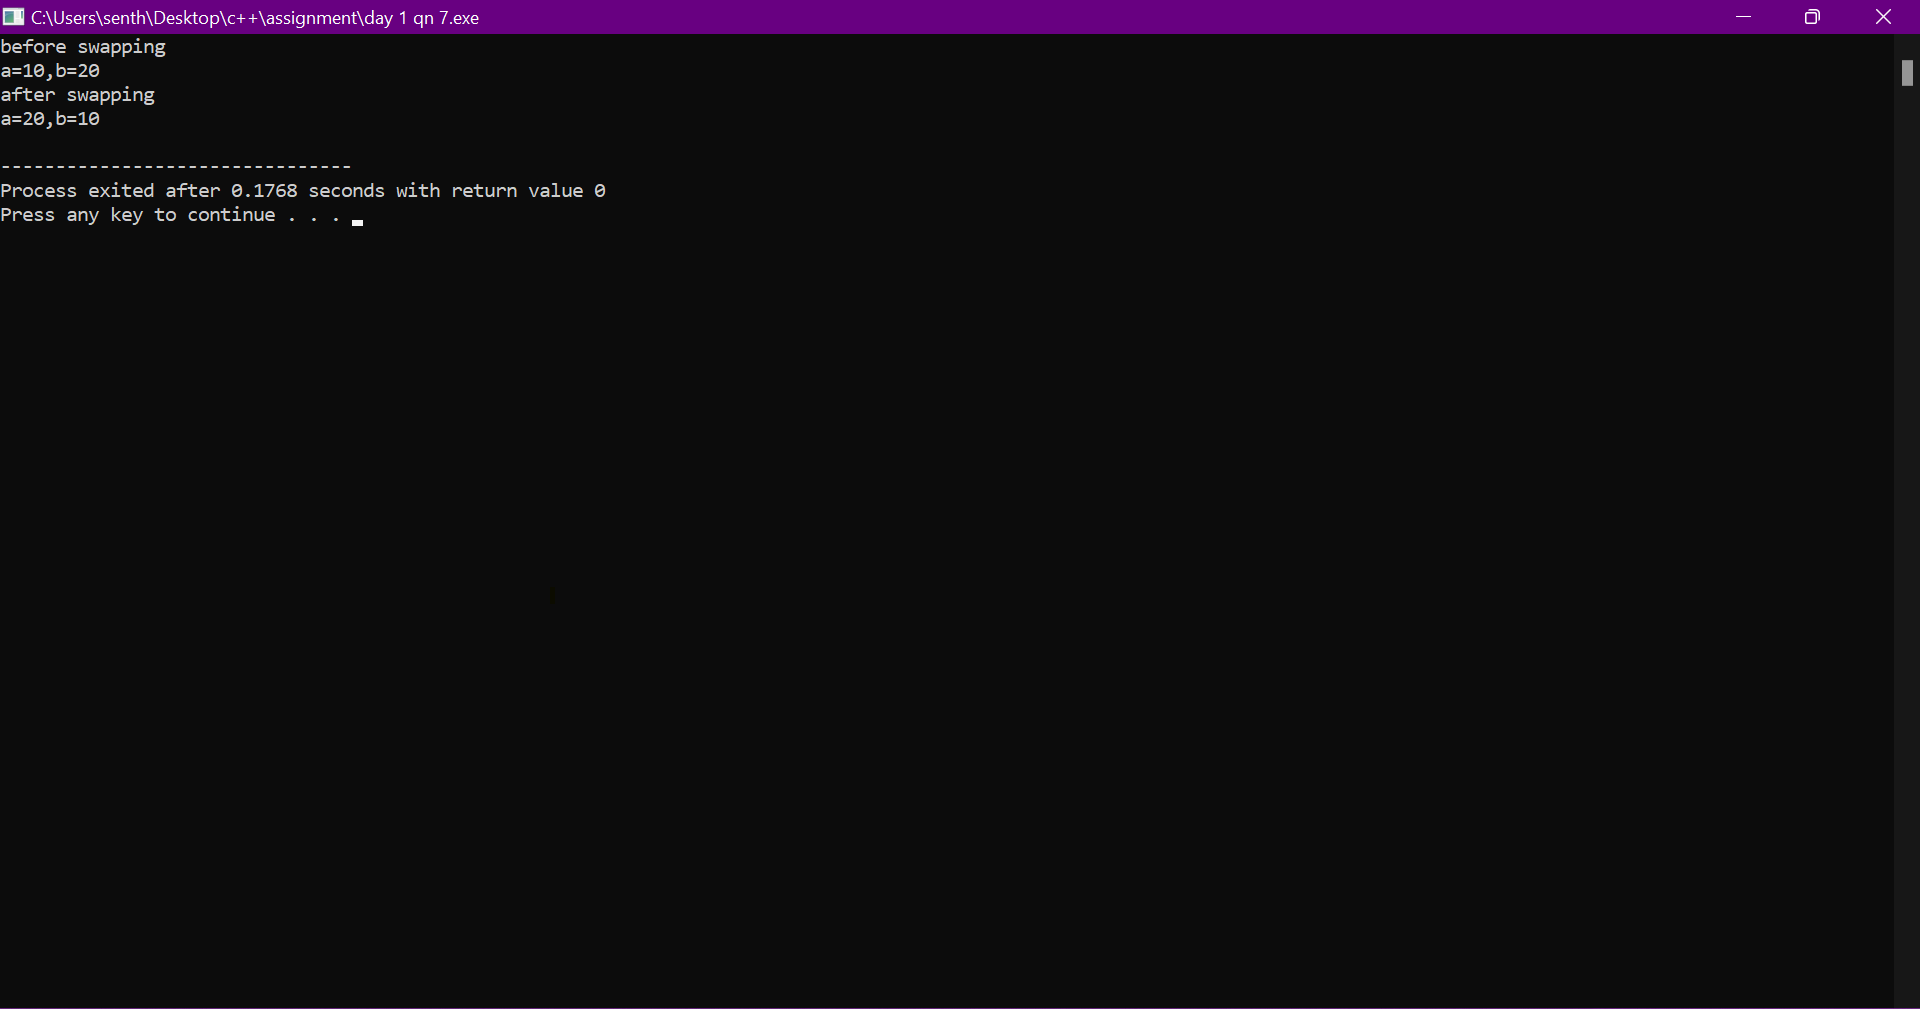 C:\Users\senth\Desktop\c++\assignment\day 1 qn 7.exe
before swapping
a=10,b=20
after swapping
a=20,b=10
--------------------------------
Process exited after 0.1768 seconds with return value 0
Press any key to continue . . .